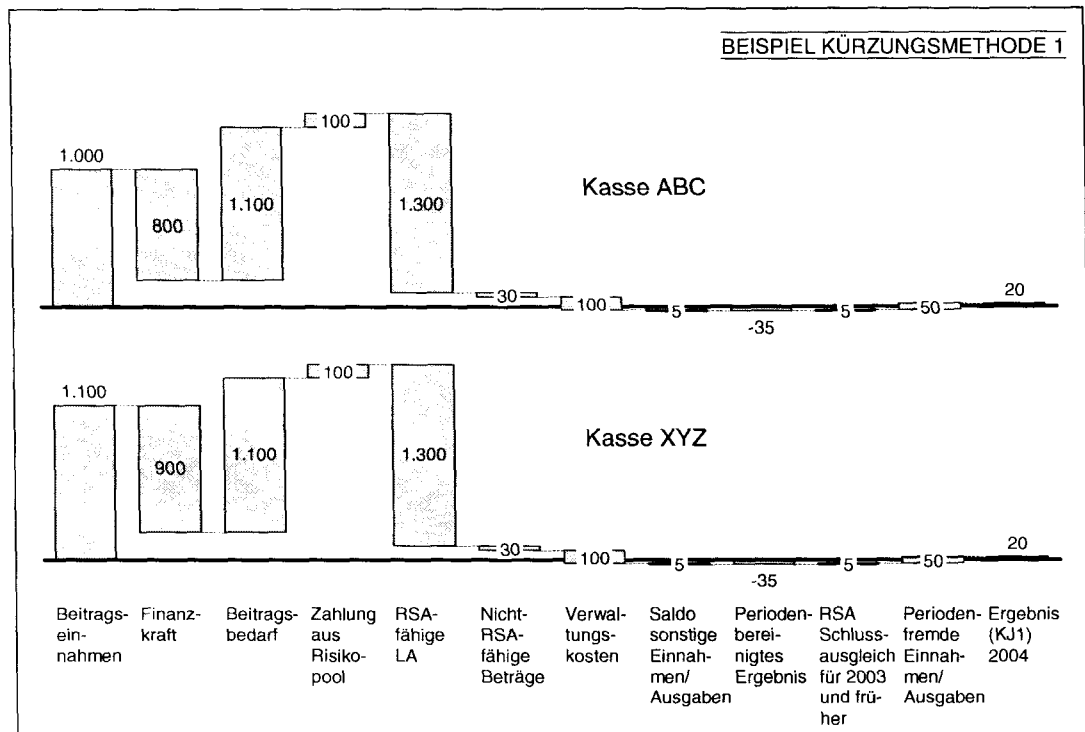 BEISPIEL KÜRZUNGSMETHODE 1
100
1.000
Kasse ABC
1.100
1.300
800
30
100
5
-35
5
50
20
100
1.100
Kasse XYZ
900
1.100
1.300
30
100
5
-35
5
50
20
Beitrags-
ein-
nahmen
Finanz-
kraft
Beitrags-
bedarf
Zahlung
aus
Risiko-
pool
RSA-
fähige
LA
Nicht-
RSA-
fähige
Beträge
Verwal-
tungs-
kosten
Saldo
sonstige
Einnah-
men/
Ausgaben
Perioden-
berei-
nigtes
Ergebnis
RSA
Schluss-
ausgleich
für 2003
und frü-
her
Perioden-
fremde
Einnah-
men/
Ausgaben
Ergebnis
(KJ1)
2004